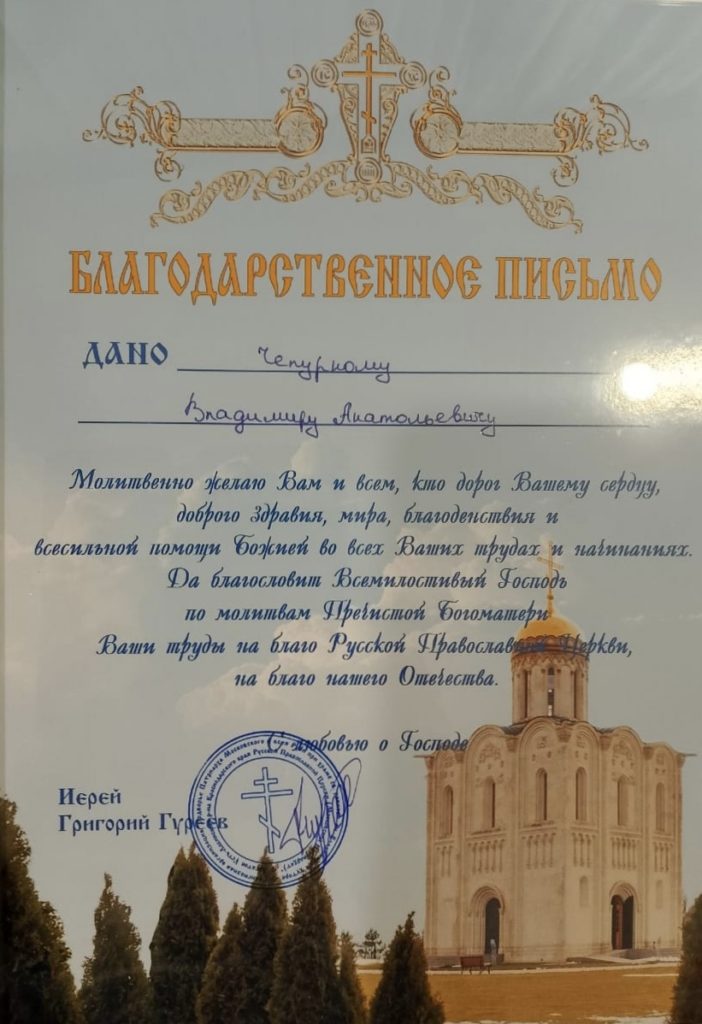 БЛАГОДАРСТВЕННОЕ ПИСЬМО
ДАНО Чепурному
Владимиру Анатольевичу
Молитвенно желаю Вам и всем, кто дорог Вашему сердцу,
доброго здравия, мира, благоденствия и
всесильной помощи Божией во всех Ваших трудах и начинаниях.
Да благословит Всемилостивый Господь
по молитвам Пречистой Богоматери
Ваши труды на благо Русской Православной Церкви,
на благо нашего Отечества.
С любовью о Господе
Иерей
Григорий Гуреев